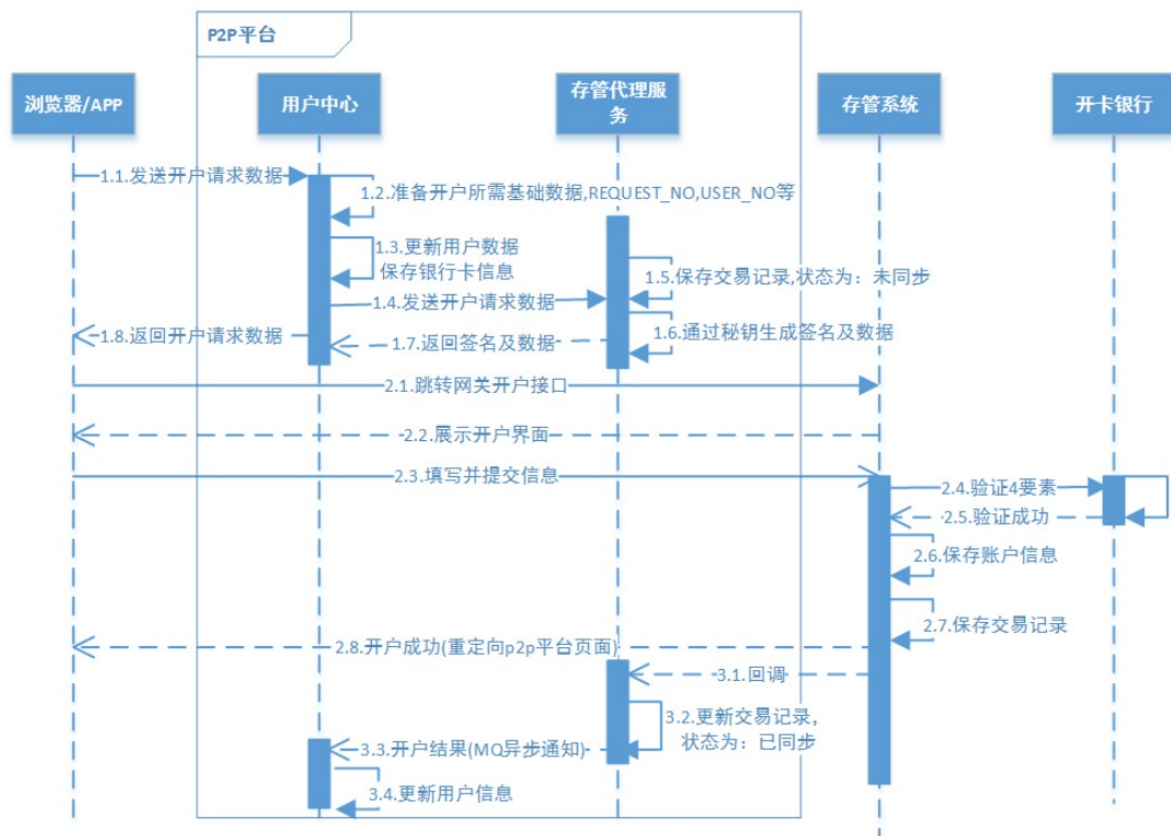 P2P平台
浏览器/APP
用户中心
存管代理服
务
存管系统
开卡银行
1.1.发送开户请求数据
1.2.准备开户所需基础数据,REQUEST_NO,USER_NO等
1.3.更新用户数据
保存银行卡信息
1.5.保存交易记录,状态为：未同步
1.4.发送开户请求数据
1.6.通过秘钥生成签名及数据
1.8.返回开户请求数据
1.7.返回签名及数据
2.1.跳转网关开户接口
2.2.展示开户界面
2.3.填写并提交信息
2.4.验证4要素
2.5.验证成功
2.6.保存账户信息
2.7.保存交易记录
2.8.开户成功(重定向p2p平台页面)
3.1.回调
3.2.更新交易记录，
状态为：已同步
3.3.开户结果(MQ异步通知)
3.4.更新用户信息